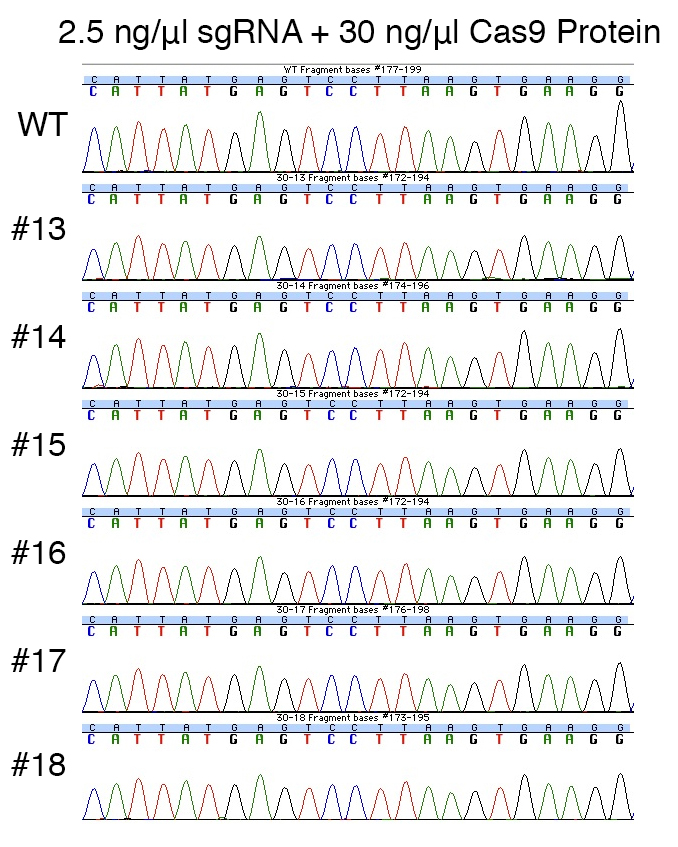 2.5 ng/µl sgRNA + 30 ng/µl Cas9 Protein
WT Fragment bases #177-199
C A T T A T G A G T C C T T A A G T G A A G G
C A T T A T G A G T C C T T A A G T G A A G G
WT
30-13 Fragment bases #172-194
C A T T A T G A G T C C T T A A G T G A A G G
C A T T A T G A G T C C T T A A G T G A A G G
#13
30-14 Fragment bases #174-196
C A T T A T G A G T C C T T A A G T G A A G G
C A T T A T G A G T C C T T A A G T G A A G G
#14
30-15 Fragment bases #172-194
C A T T A T G A G T C C T T A A G T G A A G G
C A T T A T G A G T C C T T A A G T G A A G G
#15
30-16 Fragment bases #172-194
C A T T A T G A G T C C T T A A G T G A A G G
C A T T A T G A G T C C T T A A G T G A A G G
#16
30-17 Fragment bases #176-198
C A T T A T G A G T C C T T A A G T G A A G G
C A T T A T G A G T C C T T A A G T G A A G G
#17
30-18 Fragment bases #173-195
C A T T A T G A G T C C T T A A G T G A A G G
C A T T A T G A G T C C T T A A G T G A A G G
#18